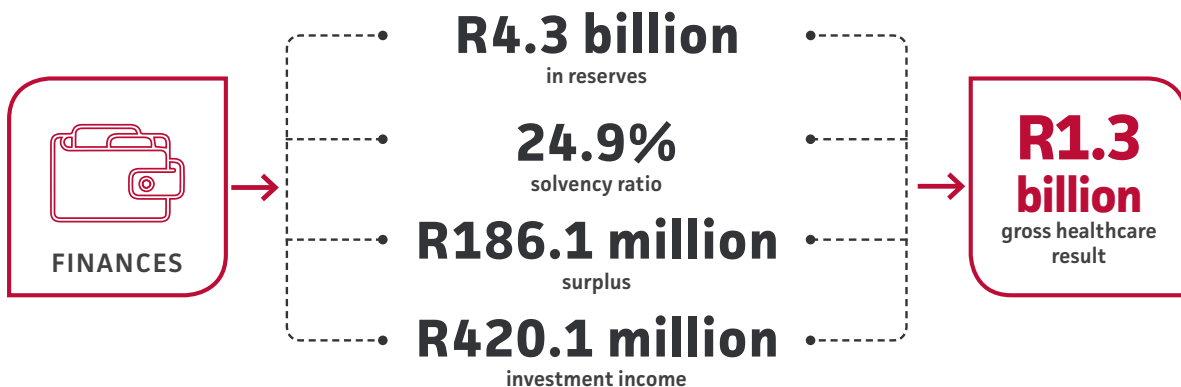 FINANCES
R4.3 billion
in reserves
24.9%
solvency ratio
R186.1 million
surplus
R420.1 million
investment income
R1.3
billion
gross healthcare
result